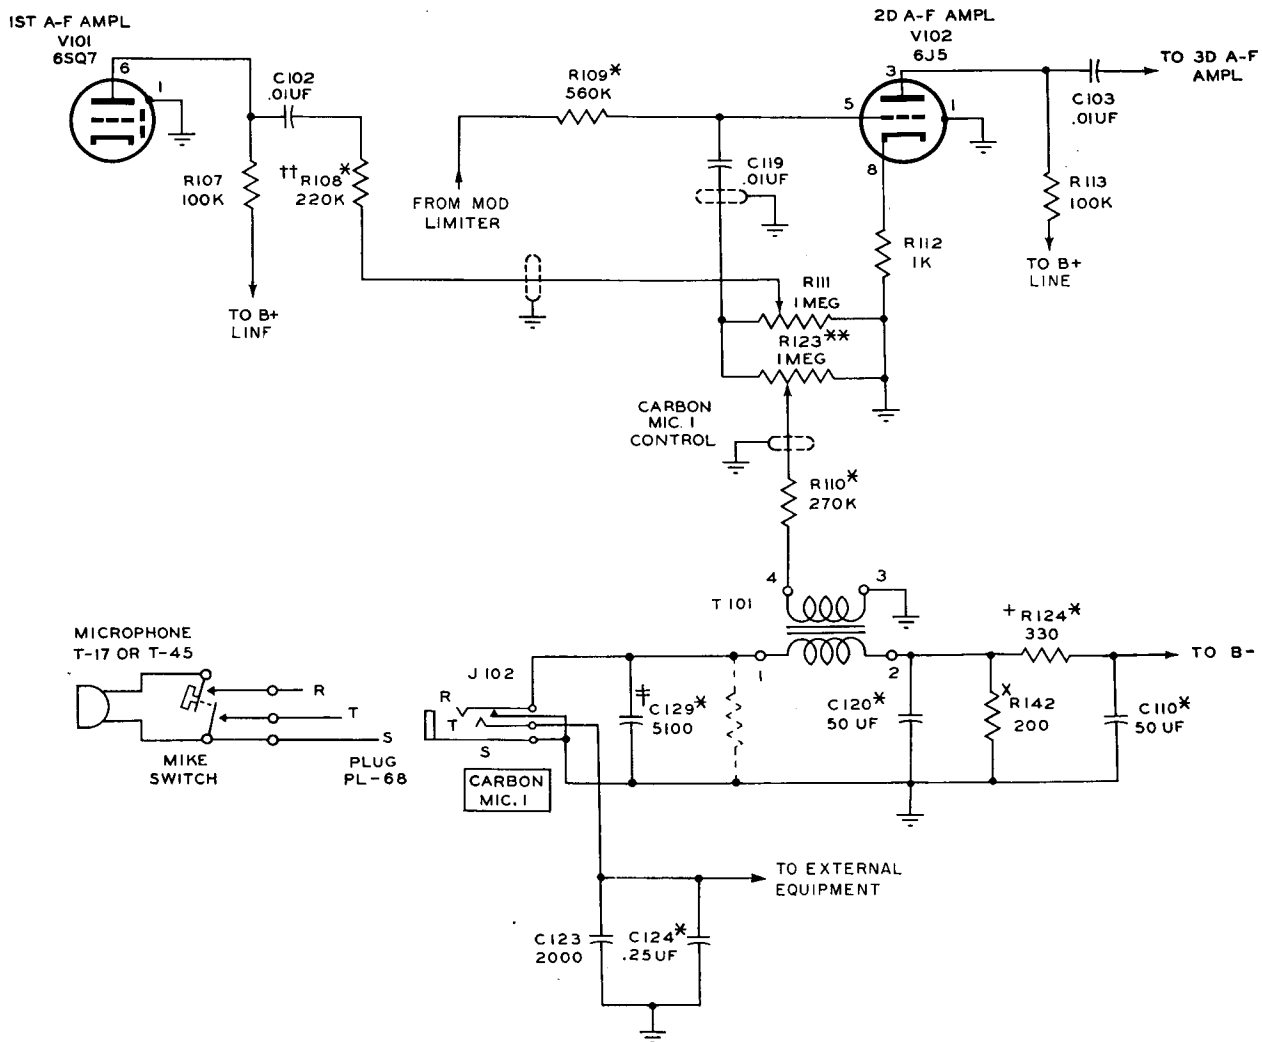 1ST A-F AMPL
V101
6SQ7
6
1
C102
.01UF
R107
100K
TO B+
LINF
††R108*
220K
FROM MOD
LIMITER
R109*
560K
C119
.01UF
2D A-F AMPL
V102
6J5
3
5
1
8
TO 3D A-F
AMPL
C103
.01UF
R113
100K
TO B+
LINE
R112
1K
R111
1MEG
R123**
1MEG
CARBON
MIC. 1
CONTROL
R110*
270K
4
3
T101
1
2
+R124*
330
TO B-
MICROPHONE
T-17 OR T-45
R
T
S
MIKE
SWITCH
PLUG
PL-68
J102
R
T
S
CARBON
MIC. 1
‡C129*
5100
C120*
50 UF
XR142
200
C110*
50 UF
TO EXTERNAL
EQUIPMENT
C123
2000
C124*
.25UF